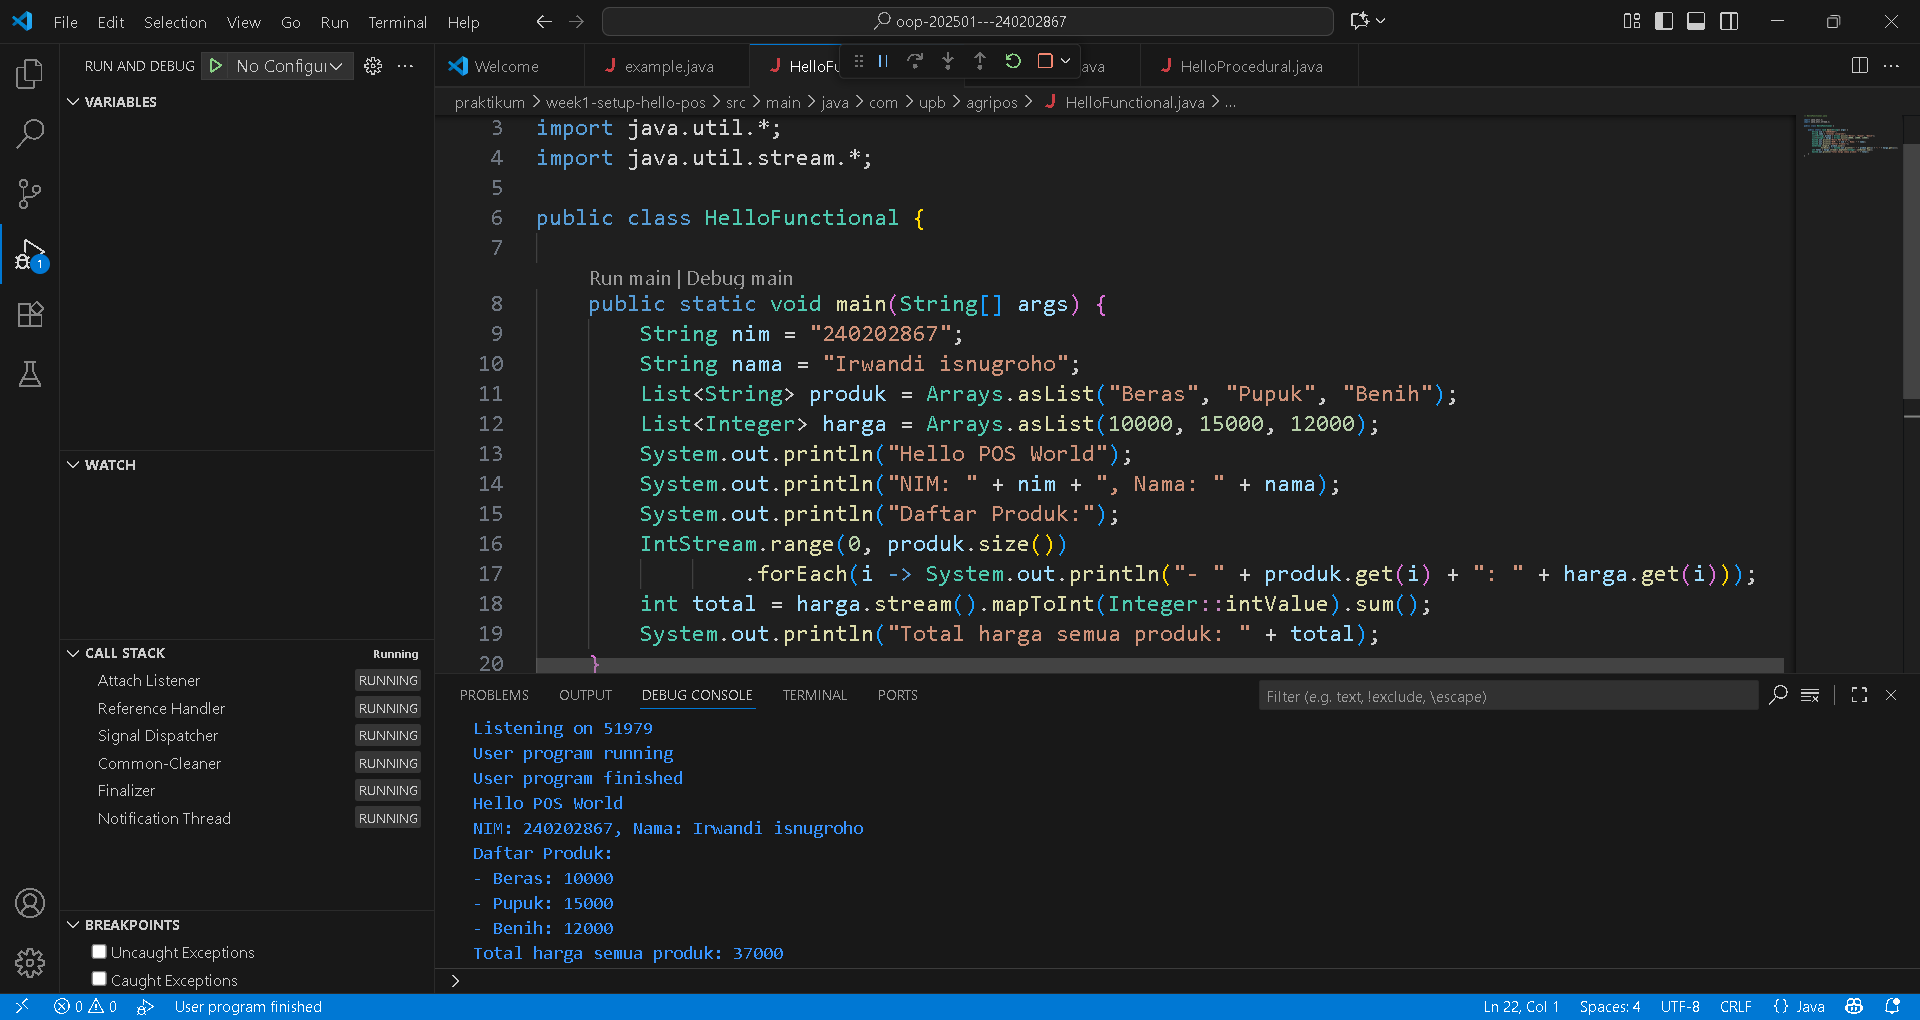 File Edit Selection View Go Run Terminal Help
oop-202501---240202867
RUN AND DEBUG
No Configur
Welcome
example.java
HelloFu
ava
HelloProcedural.java
VARIABLES
WATCH
CALL STACK
Running
Attach Listener RUNNING
Reference Handler RUNNING
Signal Dispatcher RUNNING
Common-Cleaner RUNNING
Finalizer RUNNING
Notification Thread RUNNING
BREAKPOINTS
Uncaught Exceptions
Caught Exceptions
1
praktikum > week1-setup-hello-pos > src > main > java > com > upb > agripos > HelloFunctional.java > ...
3 import java.util.*;
4 import java.util.stream.*;
5
6 public class HelloFunctional {
7
Run main | Debug main
8 public static void main(String[] args) {
9 String nim = "240202867";
10 String nama = "Irwandi isnugroho";
11 List<String> produk = Arrays.asList("Beras", "Pupuk", "Benih");
12 List<Integer> harga = Arrays.asList(10000, 15000, 12000);
13 System.out.println("Hello POS World");
14 System.out.println("NIM: " + nim + ", Nama: " + nama);
15 System.out.println("Daftar Produk:");
16 IntStream.range(0, produk.size())
17 .forEach(i -> System.out.println("- " + produk.get(i) + ": " + harga.get(i)));
18 int total = harga.stream().mapToInt(Integer::intValue).sum();
19 System.out.println("Total harga semua produk: " + total);
20 }
PROBLEMS OUTPUT DEBUG CONSOLE TERMINAL PORTS
Filter (e.g. text, !exclude, \escape)
Listening on 51979
User program running
User program finished
Hello POS World
NIM: 240202867, Nama: Irwandi isnugroho
Daftar Produk:
- Beras: 10000
- Pupuk: 15000
- Benih: 12000
Total harga semua produk: 37000
>
0 0 User program finished
Ln 22, Col 1 Spaces: 4 UTF-8 CRLF {} Java